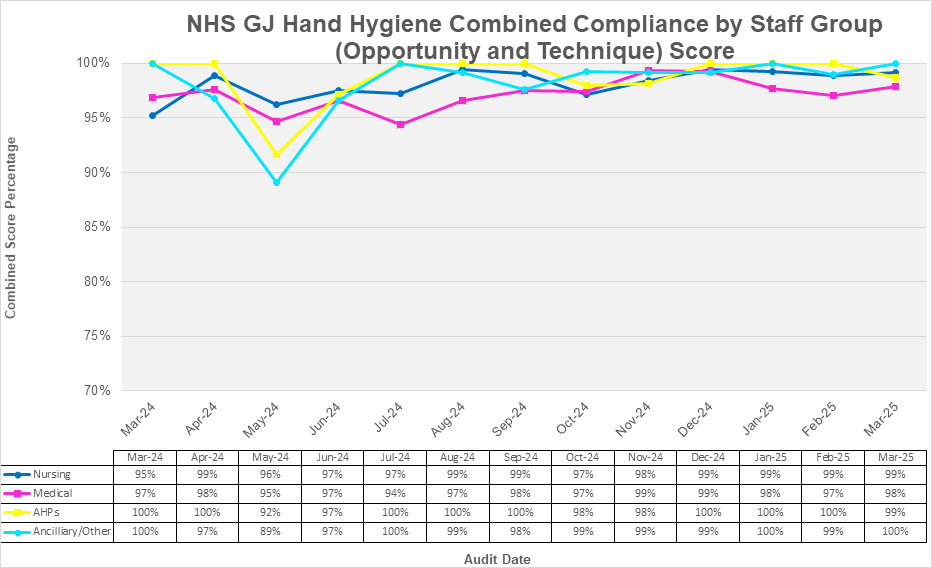 NHS GJ Hand Hygiene Combined Compliance by Staff Group
(Opportunity and Technique) Score
Combined Score Percentage
100%
95%
90%
85%
80%
75%
70%
Mar-24 Apr-24 May-24 Jun-24 Jul-24 Aug-24 Sep-24 Oct-24 Nov-24 Dec-24 Jan-25 Feb-25 Mar-25
Mar-24 Apr-24 May-24 Jun-24 Jul-24 Aug-24 Sep-24 Oct-24 Nov-24 Dec-24 Jan-25 Feb-25 Mar-25
Nursing 95% 99% 96% 97% 97% 99% 99% 97% 98% 99% 99% 99% 99%
Medical 97% 98% 95% 97% 94% 97% 98% 97% 99% 99% 98% 97% 98%
AHPs 100% 100% 92% 97% 100% 100% 100% 98% 98% 100% 100% 100% 99%
Ancilliary/Other 100% 97% 89% 97% 100% 99% 98% 99% 99% 99% 100% 99% 100%
Audit Date